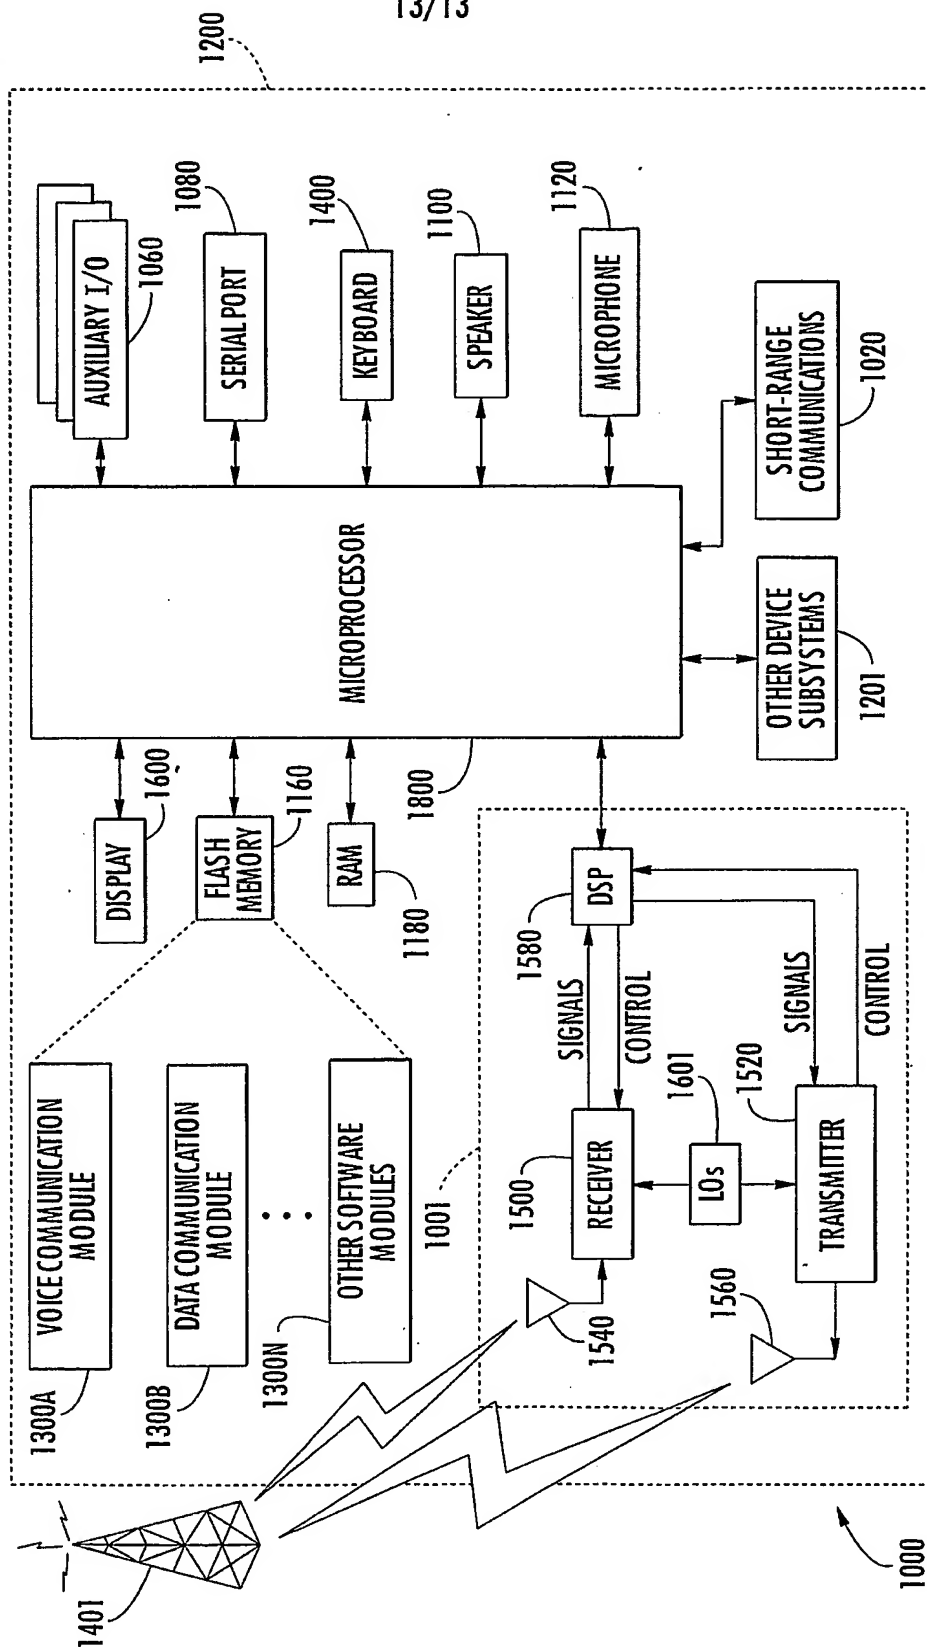 13/13
1200
1401
1300A
VOICE COMMUNICATION
MODULE
1300B
DATA COMMUNICATION
MODULE
• • •
1300N
OTHER SOFTWARE
MODULES
DISPLAY
1600
FLASH
MEMORY
1160
RAM
1180
1800
MICROPROCESSOR
AUXILIARY I/O
1060
SERIAL PORT
1080
KEYBOARD
1400
SPEAKER
1100
MICROPHONE
1120
SHORT-RANGE
COMMUNICATIONS
1020
OTHER DEVICE
SUBSYSTEMS
1201
1001
1540
1500
RECEIVER
SIGNALS
CONTROL
1580
DSP
LOs
1601
1560
TRANSMITTER
1520
SIGNALS
CONTROL
1000